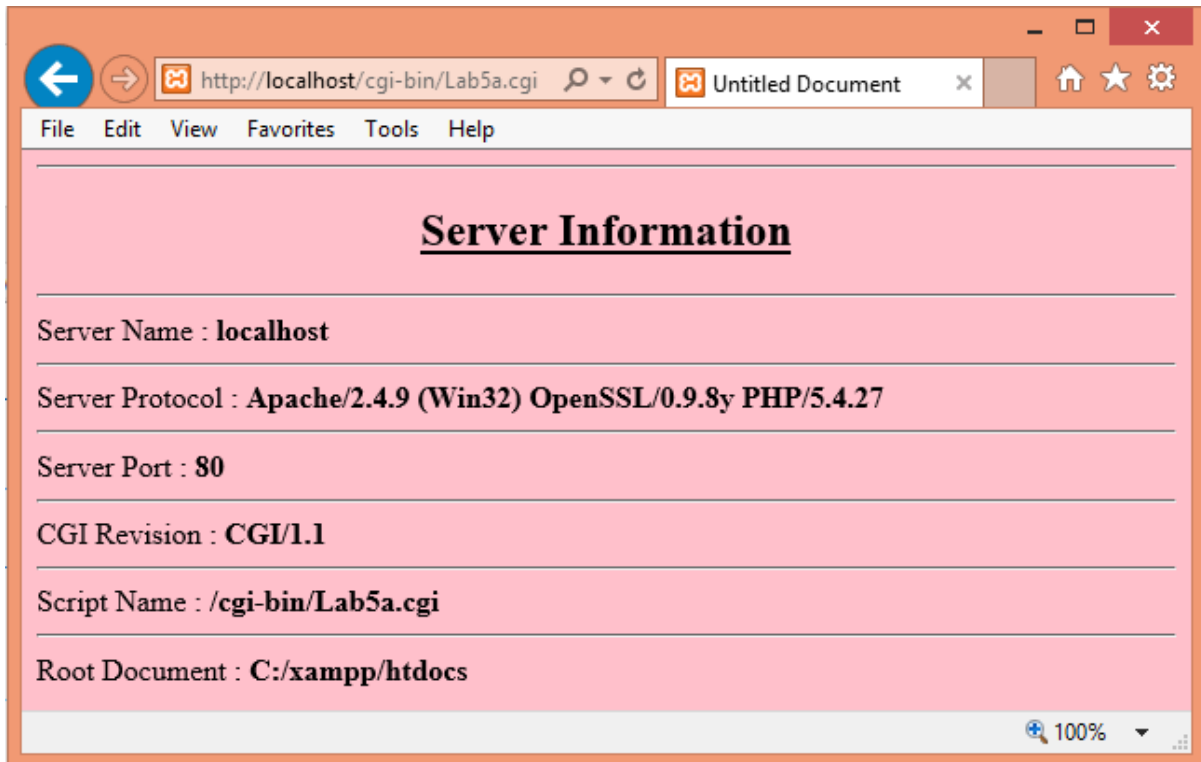 http://localhost/cgi-bin/Lab5a.cgi
Untitled Document
File Edit View Favorites Tools Help
Server Information
Server Name : localhost
Server Protocol : Apache/2.4.9 (Win32) OpenSSL/0.9.8y PHP/5.4.27
Server Port : 80
CGI Revision : CGI/1.1
Script Name : /cgi-bin/Lab5a.cgi
Root Document : C:/xampp/htdocs
100%